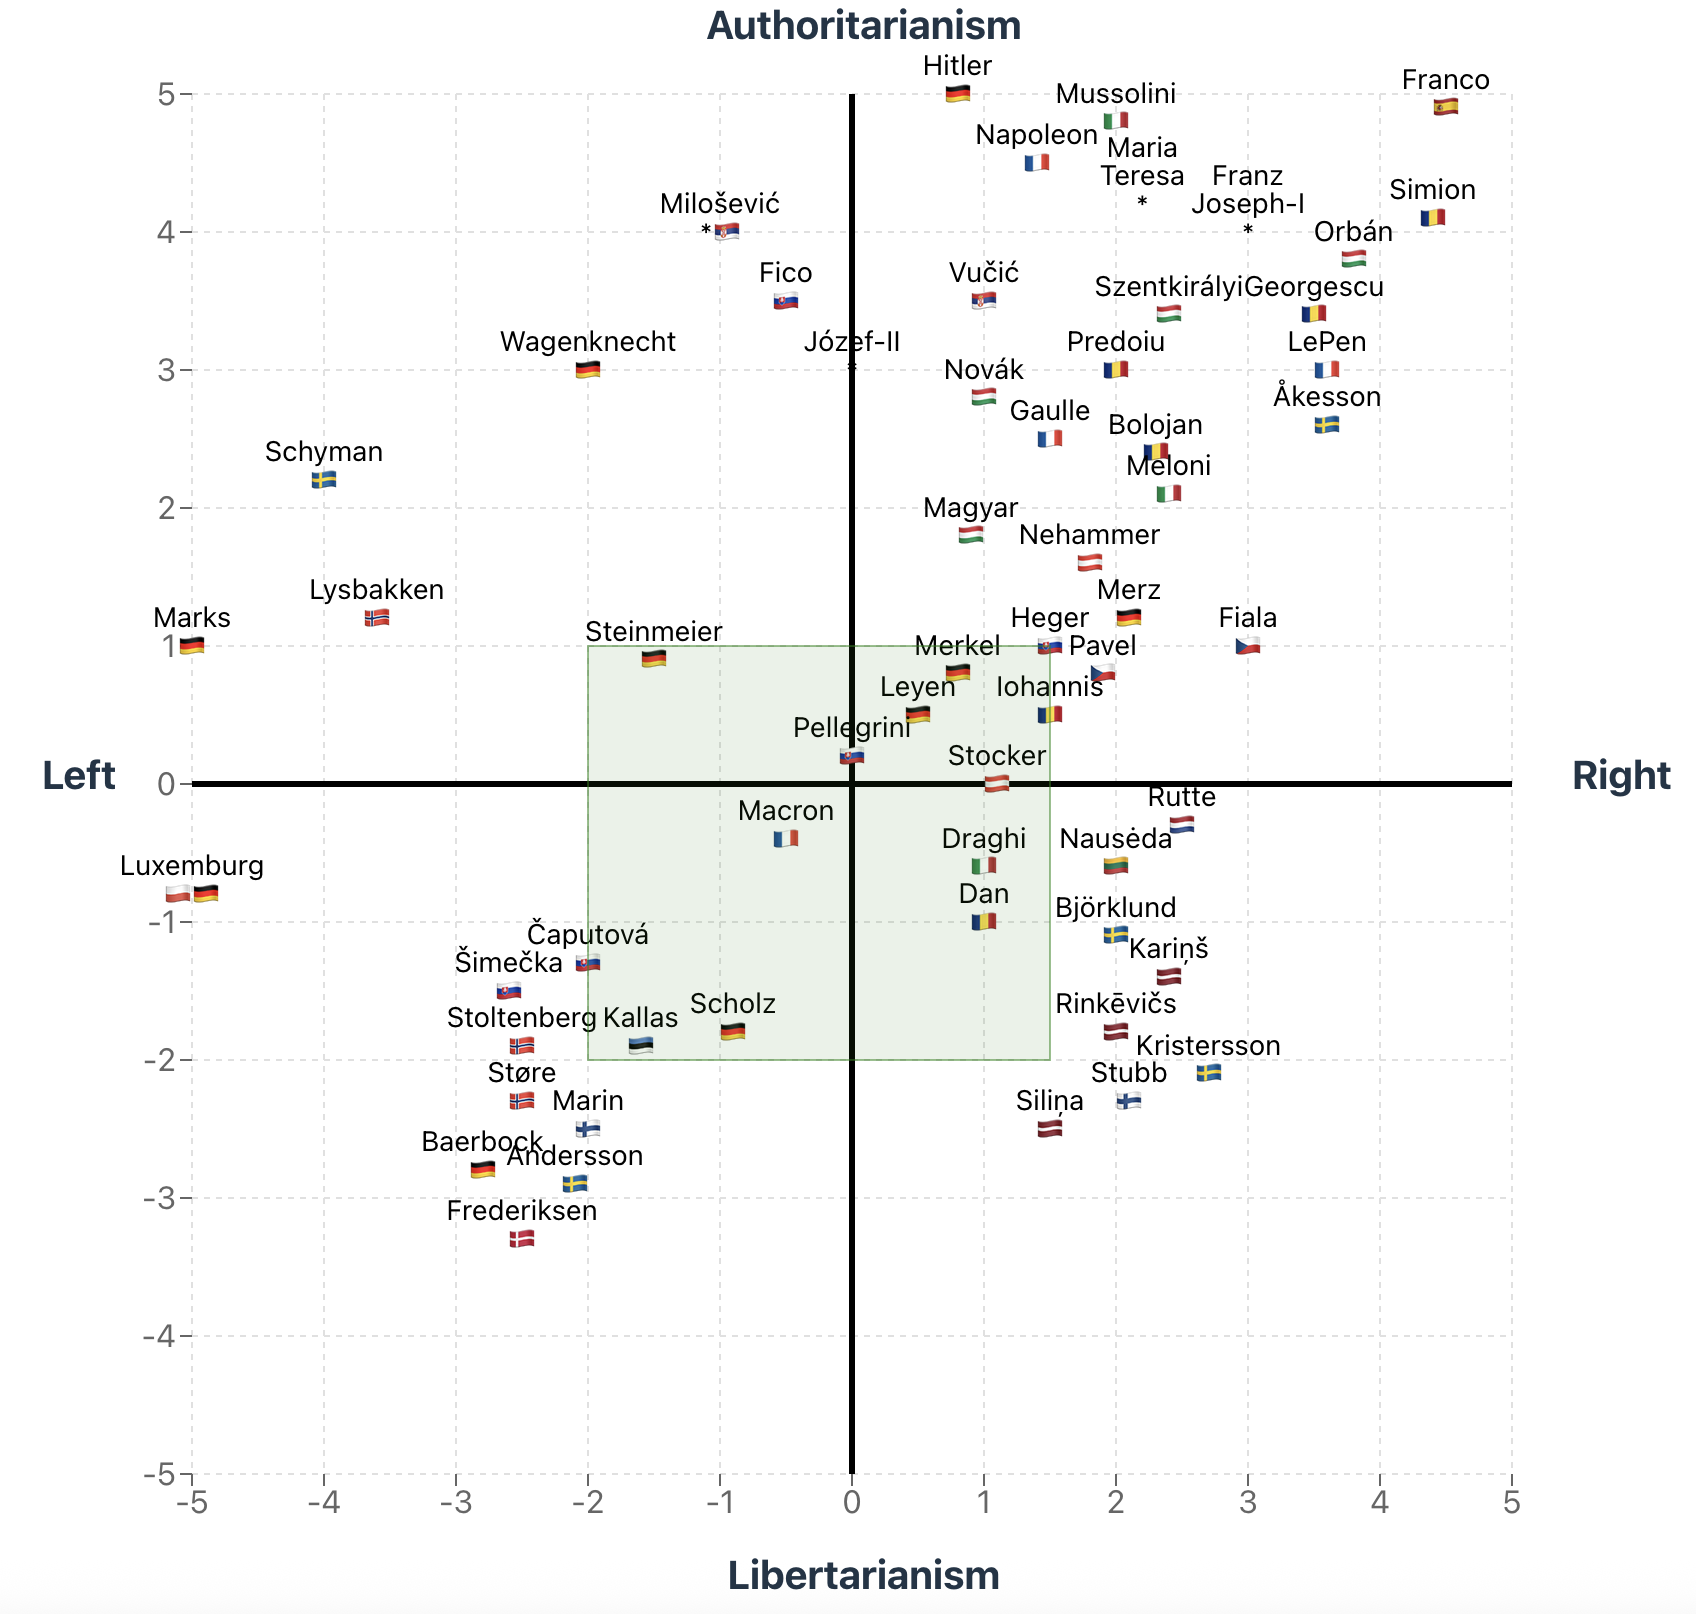 Authoritarianism
Hitler
Franco
Mussolini
Napoleon
Maria
Teresa
Franz
Joseph-I
Simion
Milošević
*
*
*
Orbán
Fico
Vučić
Szentkirályi
Georgescu
Wagenknecht
Józef-II
*
Predoiu
LePen
Novák
Åkesson
Gaulle
Bolojan
Schyman
Meloni
Magyar
Nehammer
Lysbakken
Merz
Marks
Heger
Fiala
Steinmeier
Merkel
Pavel
Leyen
Iohannis
Pellegrini
Stocker
Left
Right
Rutte
Macron
Draghi
Nausėda
Luxemburg
Dan
Björklund
Čaputová
Kariņš
Šimečka
Scholz
Rinkēvičs
Stoltenberg
Kallas
Kristersson
Støre
Stubb
Marin
Siliņa
Baerbock
Andersson
Frederiksen
5
4
3
2
1
0
-1
-2
-3
-4
-5
-5
-4
-3
-2
-1
0
1
2
3
4
5
Libertarianism